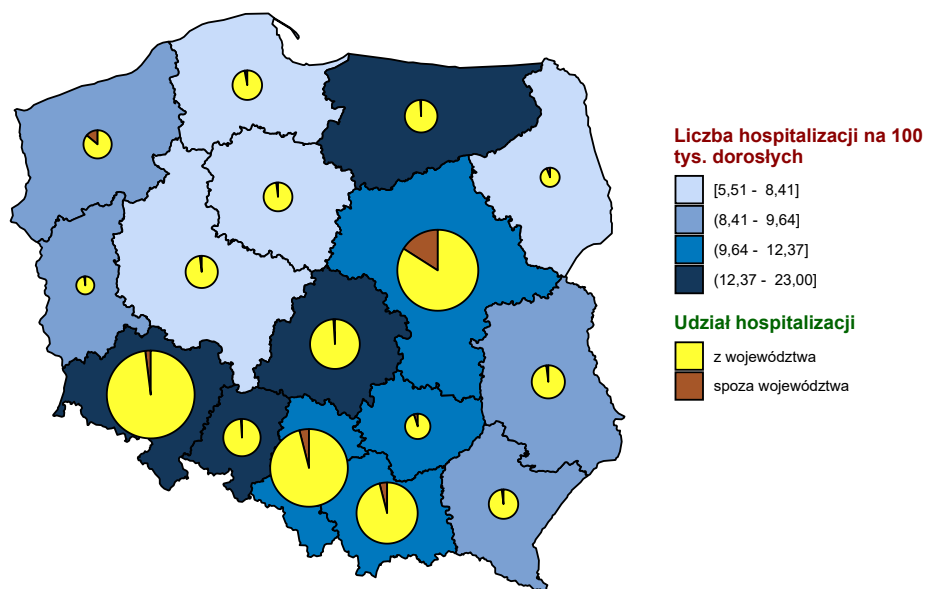 Liczba hospitalizacji na 100
tys. dorosłych
[5,51 - 8,41]
(8,41 - 9,64]
(9,64 - 12,37]
(12,37 - 23,00]
Udział hospitalizacji
z województwa
spoza województwa